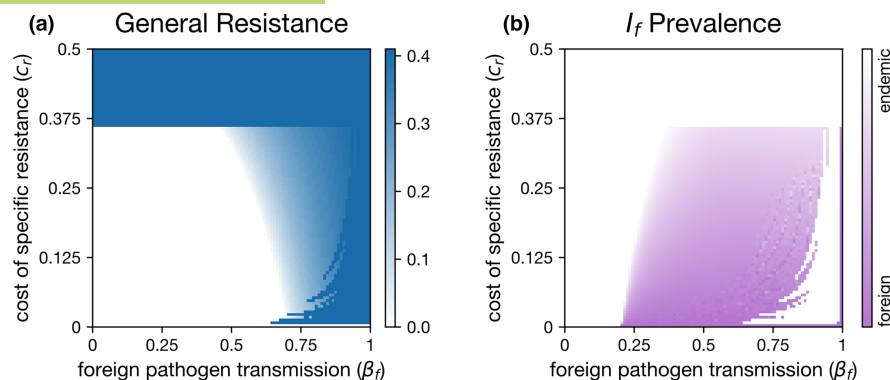 (a) General Resistance
0.5
0.375
0.25
0.125
0
cost of specific resistance (cr)
0 0.25 0.5 0.75 1
foreign pathogen transmission (βf)
0.4
0.3
0.2
0.1
0.0
(b) If Prevalence
0.5
0.375
0.25
0.125
0
cost of specific resistance (cr)
0 0.25 0.5 0.75 1
foreign pathogen transmission (βf)
endemic
foreign